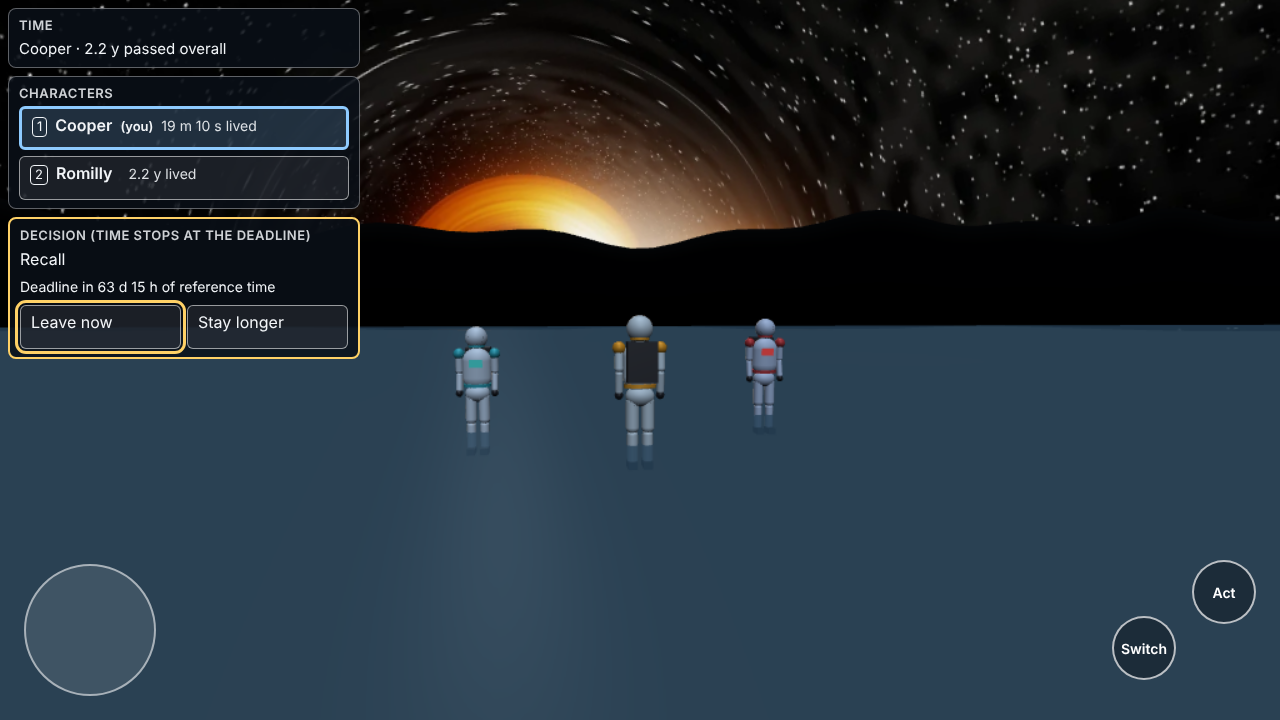 TIME
Cooper · 2.2 y passed overall
CHARACTERS
1 Cooper (you) 19 m 10 s lived
2 Romilly 2.2 y lived
DECISION (TIME STOPS AT THE DEADLINE)
Recall
Deadline in 63 d 15 h of reference time
Leave now Stay longer
Act
Switch